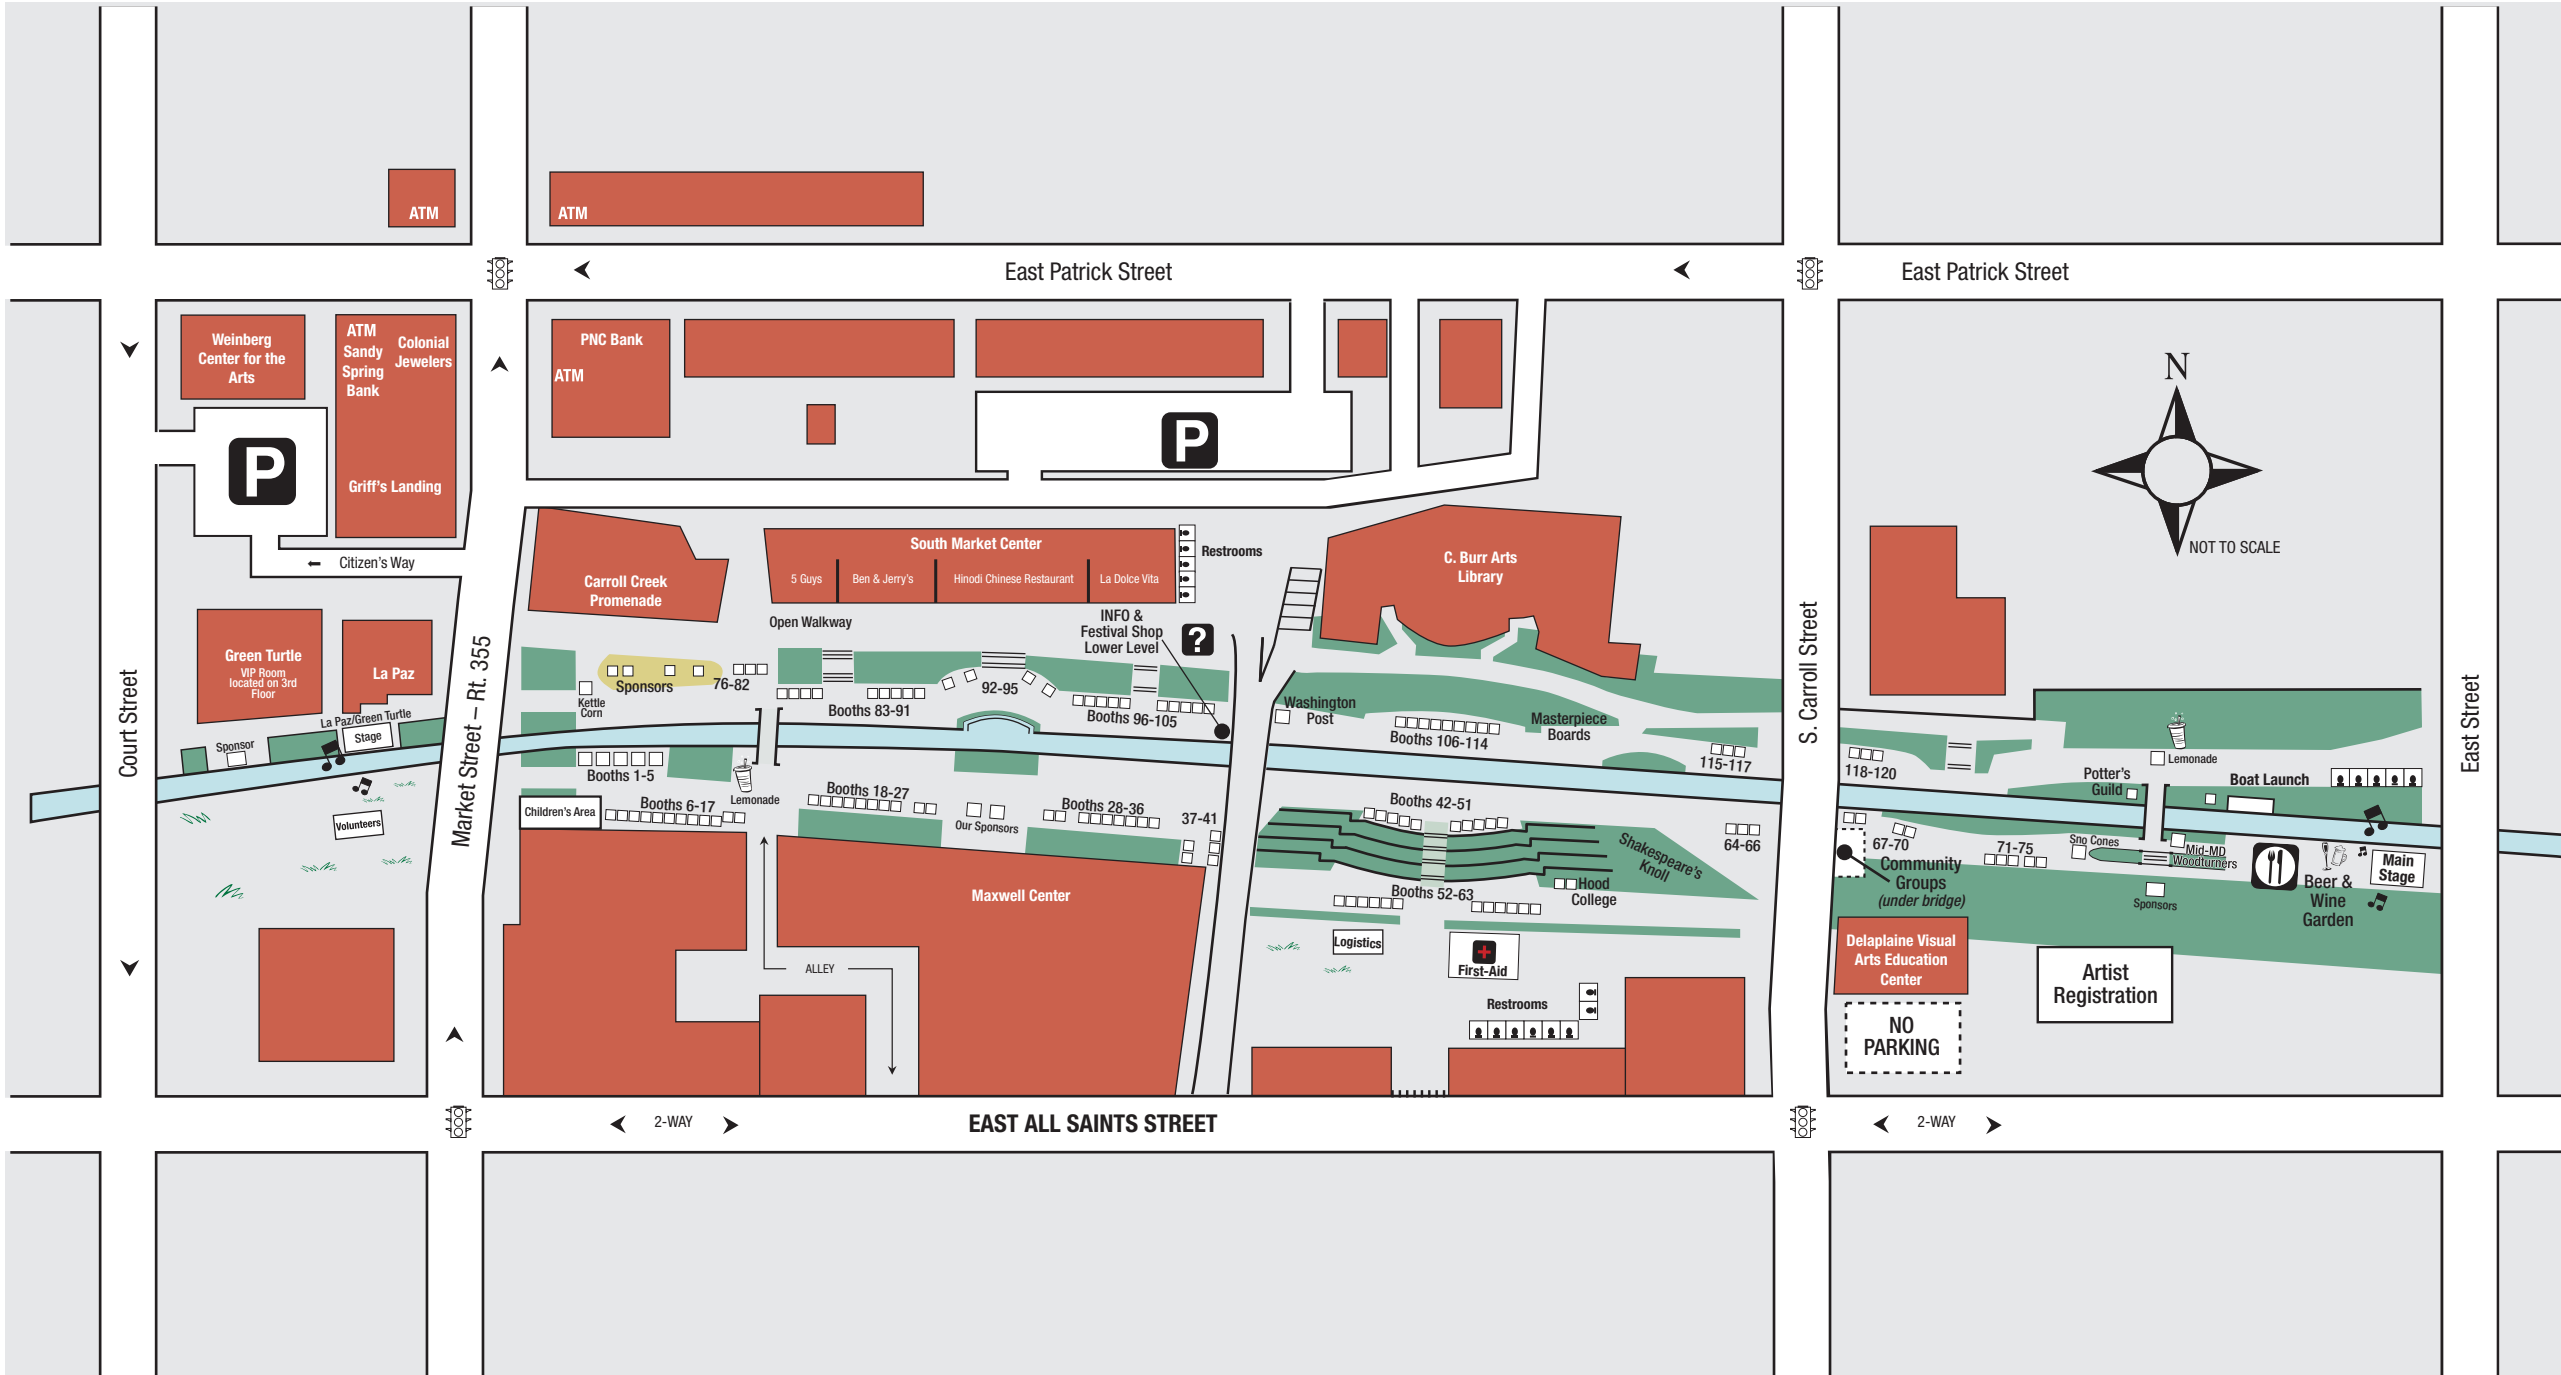 ATM
ATM
East Patrick Street
East Patrick Street
Weinberg
Center for the
Arts
ATM
Sandy
Spring
Bank
Colonial
Jewelers
Griff's Landing
P
PNC Bank
ATM
P
N
NOT TO SCALE
Citizen's Way
Court Street
Market Street – Rt. 355
S. Carroll Street
East Street
Green Turtle
VIP Room
located on 3rd
Floor
La Paz
La Paz/Green Turtle
Stage
Sponsor
Volunteers
Carroll Creek
Promenade
South Market Center
5 Guys
Ben & Jerry's
Hinodi Chinese Restaurant
La Dolce Vita
Restrooms
Open Walkway
INFO &
Festival Shop
Lower Level
?
C. Burr Arts
Library
Kettle
Corn
Sponsors
76-82
Booths 83-91
92-95
Booths 96-105
Washington
Post
Booths 106-114
Masterpiece
Boards
115-117
118-120
Lemonade
Potter's
Guild
Boat Launch
Booths 1-5
Children's Area
Booths 6-17
Lemonade
Booths 18-27
Our Sponsors
Booths 28-36
37-41
Booths 42-51
Shakespeare's
Knoll
64-66
67-70
Community
Groups
(under bridge)
71-75
Sno Cones
Mid-MD
Woodturners
Sponsors
Beer &
Wine
Garden
Main
Stage
Maxwell Center
Booths 52-63
Hood
College
Logistics
First-Aid
Restrooms
ALLEY
Delaplaine Visual
Arts Education
Center
Artist
Registration
NO
PARKING
2-WAY
EAST ALL SAINTS STREET
2-WAY